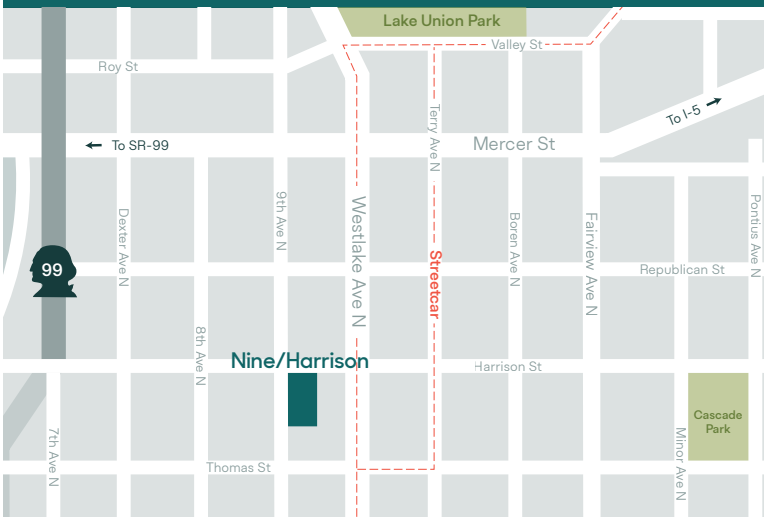 Lake Union Park
Valley St
Roy St
To I-5
Terry Ave N
To SR-99
Mercer St
Dexter Ave N
9th Ave N
Westlake Ave N
Boren Ave N
Fairview Ave N
Pontius Ave N
99
Streetcar
Republican St
8th Ave N
Nine/Harrison
Harrison St
Cascade
Park
7th Ave N
Minor Ave N
Thomas St